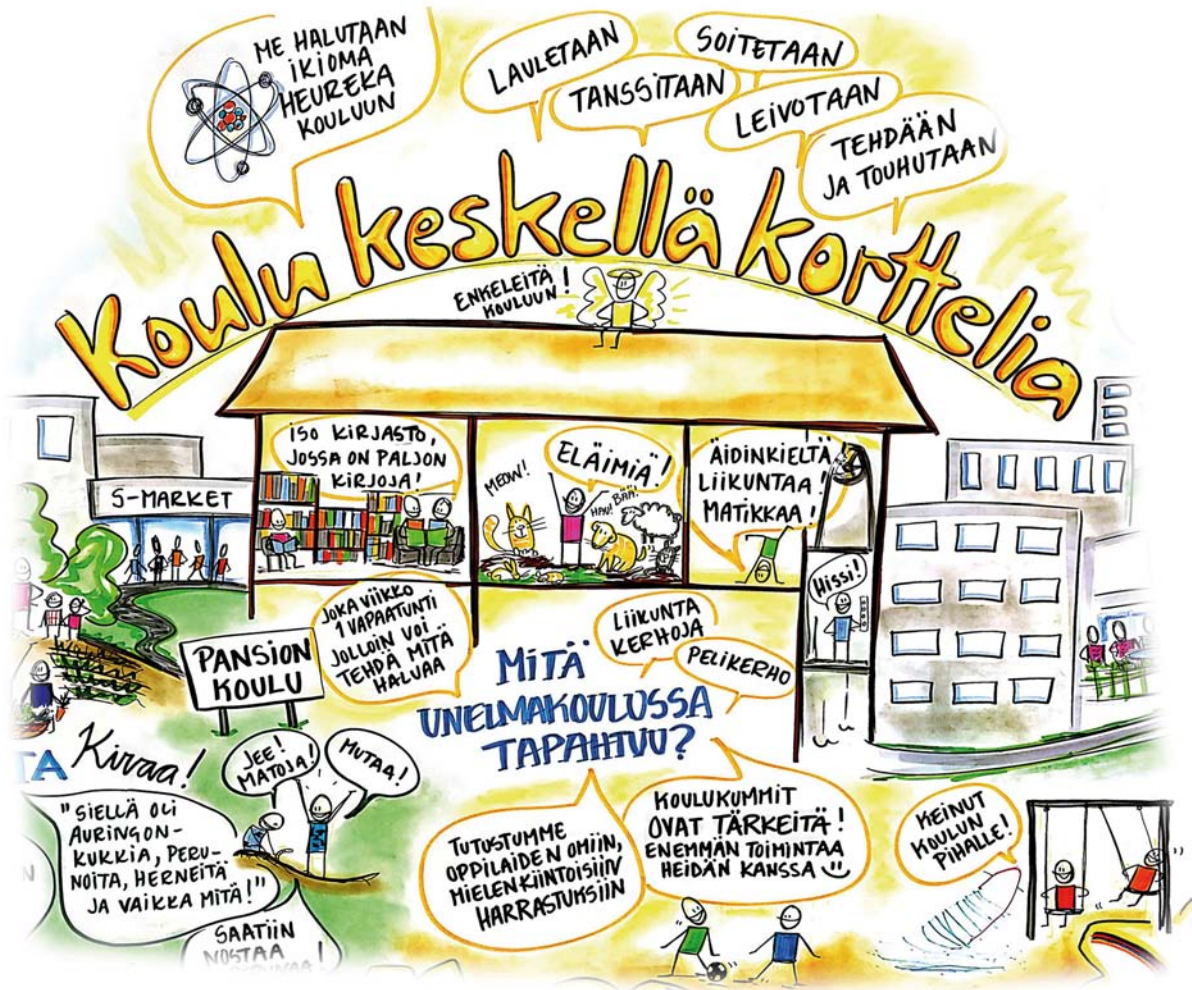 ME HALUTAAN
IKIOMA
HEUREKA
KOULUUN
LAULETAAN
SOITETAAN
TANSSITAAN
LEIVOTAAN
TEHDÄÄN
JA TOUHUTAAN
Koulu keskellä korttelia
ENKELEITÄ
KOULUUN!
ISO KIRJASTO,
JOSSA ON PALJON
KIRJOJA!
MEOW!
ELÄIMIÄ!
HAU!
BÄÄ!
ÄIDINKIELTÄ
LIIKUNTAA!
MATIKKAA!
S-MARKET
HISSI!
PANSION
KOULU
JOKA VIIKKO
1 VAPAATUNTI
JOLLOIN VOI
TEHDÄ MITÄ
HALUAA
LIIKUNTA
KERHOJA
PELIKERHO
MITÄ
UNELMAKOULUSSA
TAPAHTUU?
TA
Kivaa!
JEE!
MATOJA!
MUTAA!
"SIELLÄ OLI
AURINGON-
KUKKIA, PERU-
NOITA, HERNEITÄ
JA VAIKKA MITÄ!"
SAATIIN
NOSTAA
TUTUSTUMME
OPPILAIDEN OMIIN,
MIELENKIINTOISIIN
HARRASTUKSIIN
KOULUKUMMIT
OVAT TÄRKEITÄ!
ENEMMÄN TOIMINTAA
HEIDÄN KANSSA
KEINUT
KOULUN
PIHALLE!